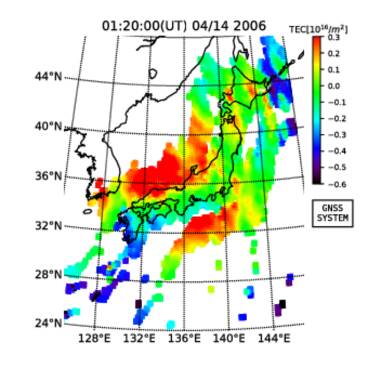 01:20:00(UT) 04/14 2006
TEC[10¹⁶/m²]
0.3
0.2
0.1
0.0
−0.1
−0.2
−0.3
−0.4
−0.5
−0.6
GNSS
SYSTEM
44°N
40°N
36°N
32°N
28°N
24°N
128°E 132°E 136°E 140°E 144°E